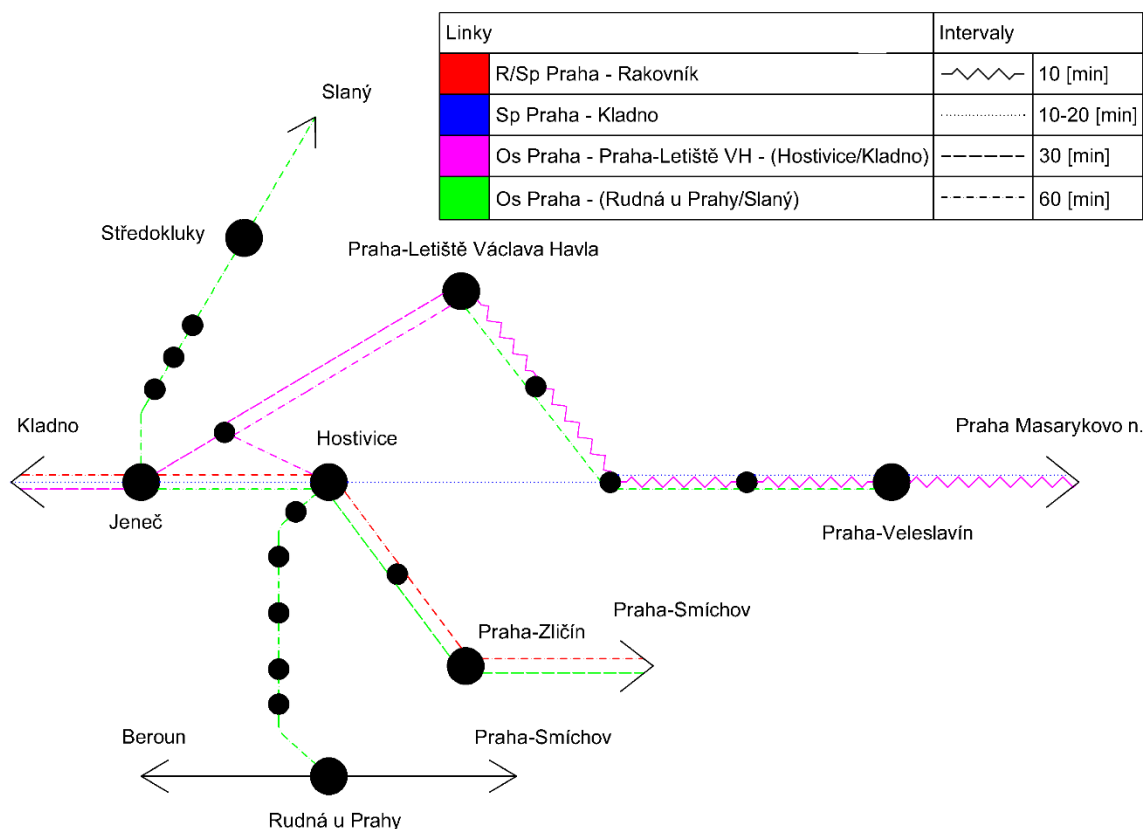 Linky Intervaly
R/Sp Praha - Rakovník 10 [min]
Sp Praha - Kladno 10-20 [min]
Os Praha - Praha-Letiště VH - (Hostivice/Kladno) 30 [min]
Os Praha - (Rudná u Prahy/Slaný) 60 [min]
Slaný
Středokluky
Praha-Letiště Václava Havla
Kladno
Hostivice
Praha Masarykovo n.
Jeneč
Praha-Veleslavín
Praha-Smíchov
Praha-Zličín
Beroun
Praha-Smíchov
Rudná u Prahy